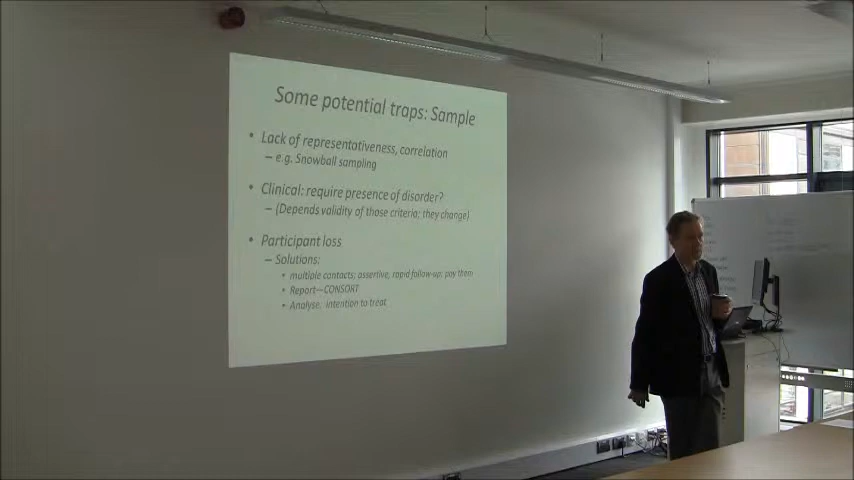 Some potential traps: Sample
• Lack of representativeness, correlation
– e.g. Snowball sampling
• Clinical: require presence of disorder?
– (Depends validity of those criteria; they change)
• Participant loss
– Solutions:
• multiple contacts; assertive, rapid follow-up; pay them
• Report—CONSORT
• Analyse: intention to treat